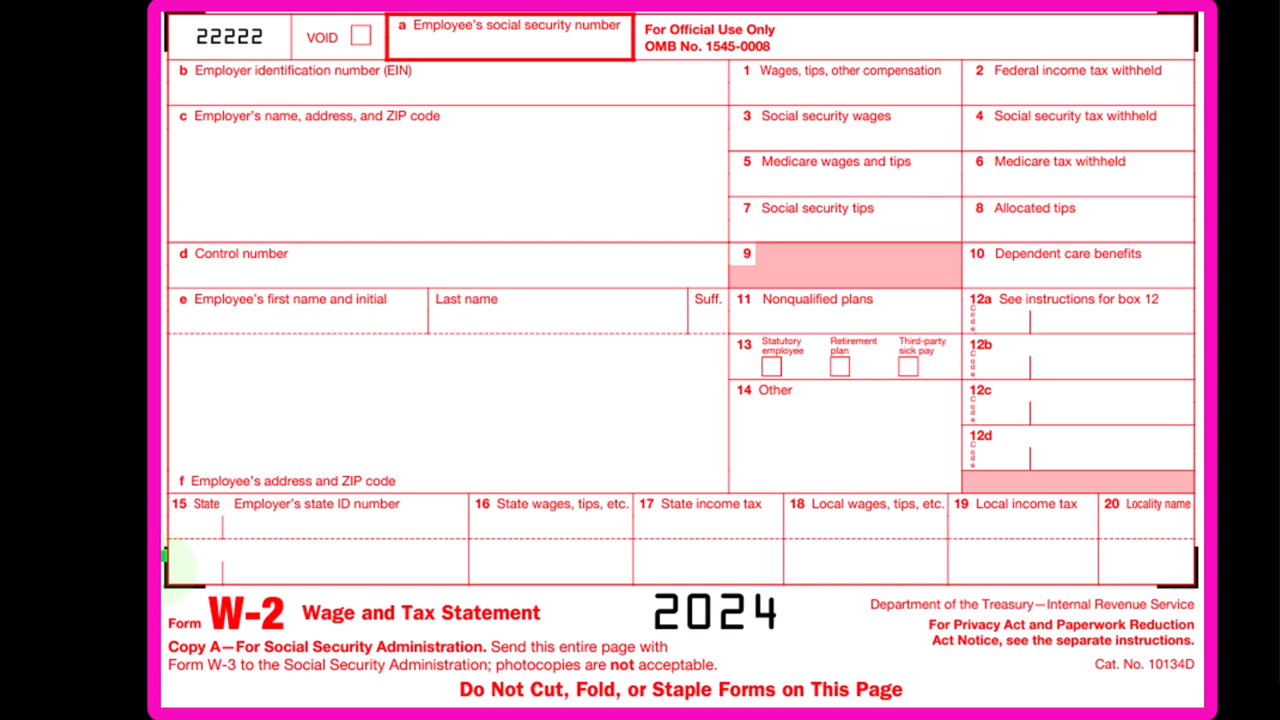 22222
VOID
a Employee's social security number
For Official Use Only
OMB No. 1545-0008
b Employer identification number (EIN)
1 Wages, tips, other compensation
2 Federal income tax withheld
c Employer's name, address, and ZIP code
3 Social security wages
4 Social security tax withheld
5 Medicare wages and tips
6 Medicare tax withheld
7 Social security tips
8 Allocated tips
d Control number
9
10 Dependent care benefits
e Employee's first name and initial
Last name
Suff.
11 Nonqualified plans
12a See instructions for box 12
Code
13
Statutory
employee
Retirement
plan
Third-party
sick pay
12b
Code
14 Other
12c
Code
12d
Code
f Employee's address and ZIP code
15 State
Employer's state ID number
16 State wages, tips, etc.
17 State income tax
18 Local wages, tips, etc.
19 Local income tax
20 Locality name
Form W-2 Wage and Tax Statement
2024
Department of the Treasury—Internal Revenue Service
For Privacy Act and Paperwork Reduction
Act Notice, see the separate instructions.
Copy A—For Social Security Administration. Send this entire page with
Form W-3 to the Social Security Administration; photocopies are not acceptable.
Cat. No. 10134D
Do Not Cut, Fold, or Staple Forms on This Page